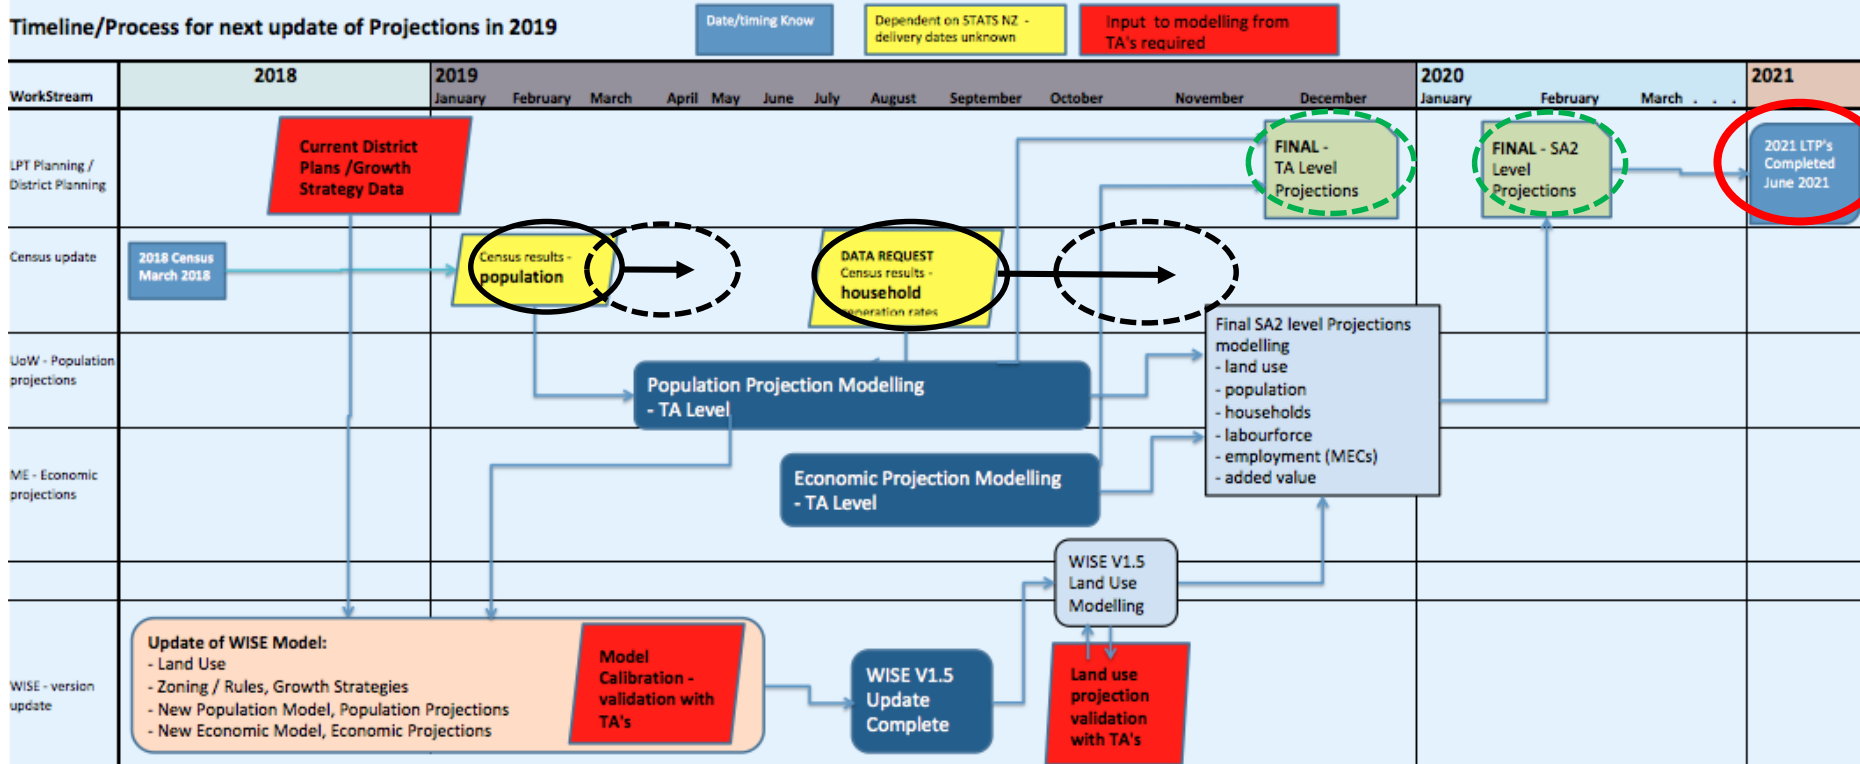 Timeline/Process for next update of Projections in 2019
Date/timing Know
Dependent on STATS NZ -
delivery dates unknown
Input to modelling from
TA's required
2018
2019
2020
2021
WorkStream
January
February
March
April
May
June
July
August
September
October
November
December
January
February
March . . .
LPT Planning /
District Planning
Current District
Plans /Growth
Strategy Data
FINAL -
TA Level
Projections
FINAL - SA2
Level
Projections
2021 LTP's
Completed
June 2021
Census update
2018 Census
March 2018
Census results -
population
DATA REQUEST
Census results -
household
generation rates
UoW - Population
projections
Population Projection Modelling
- TA Level
Final SA2 level Projections
modelling
- land use
- population
- households
- labourforce
- employment (MECs)
- added value
ME - Economic
projections
Economic Projection Modelling
- TA Level
WISE V1.5
Land Use
Modelling
WISE - version
update
Update of WISE Model:
- Land Use
- Zoning / Rules, Growth Strategies
- New Population Model, Population Projections
- New Economic Model, Economic Projections
Model
Calibration -
validation with
TA's
WISE V1.5
Update
Complete
Land use
projection
validation
with TA's